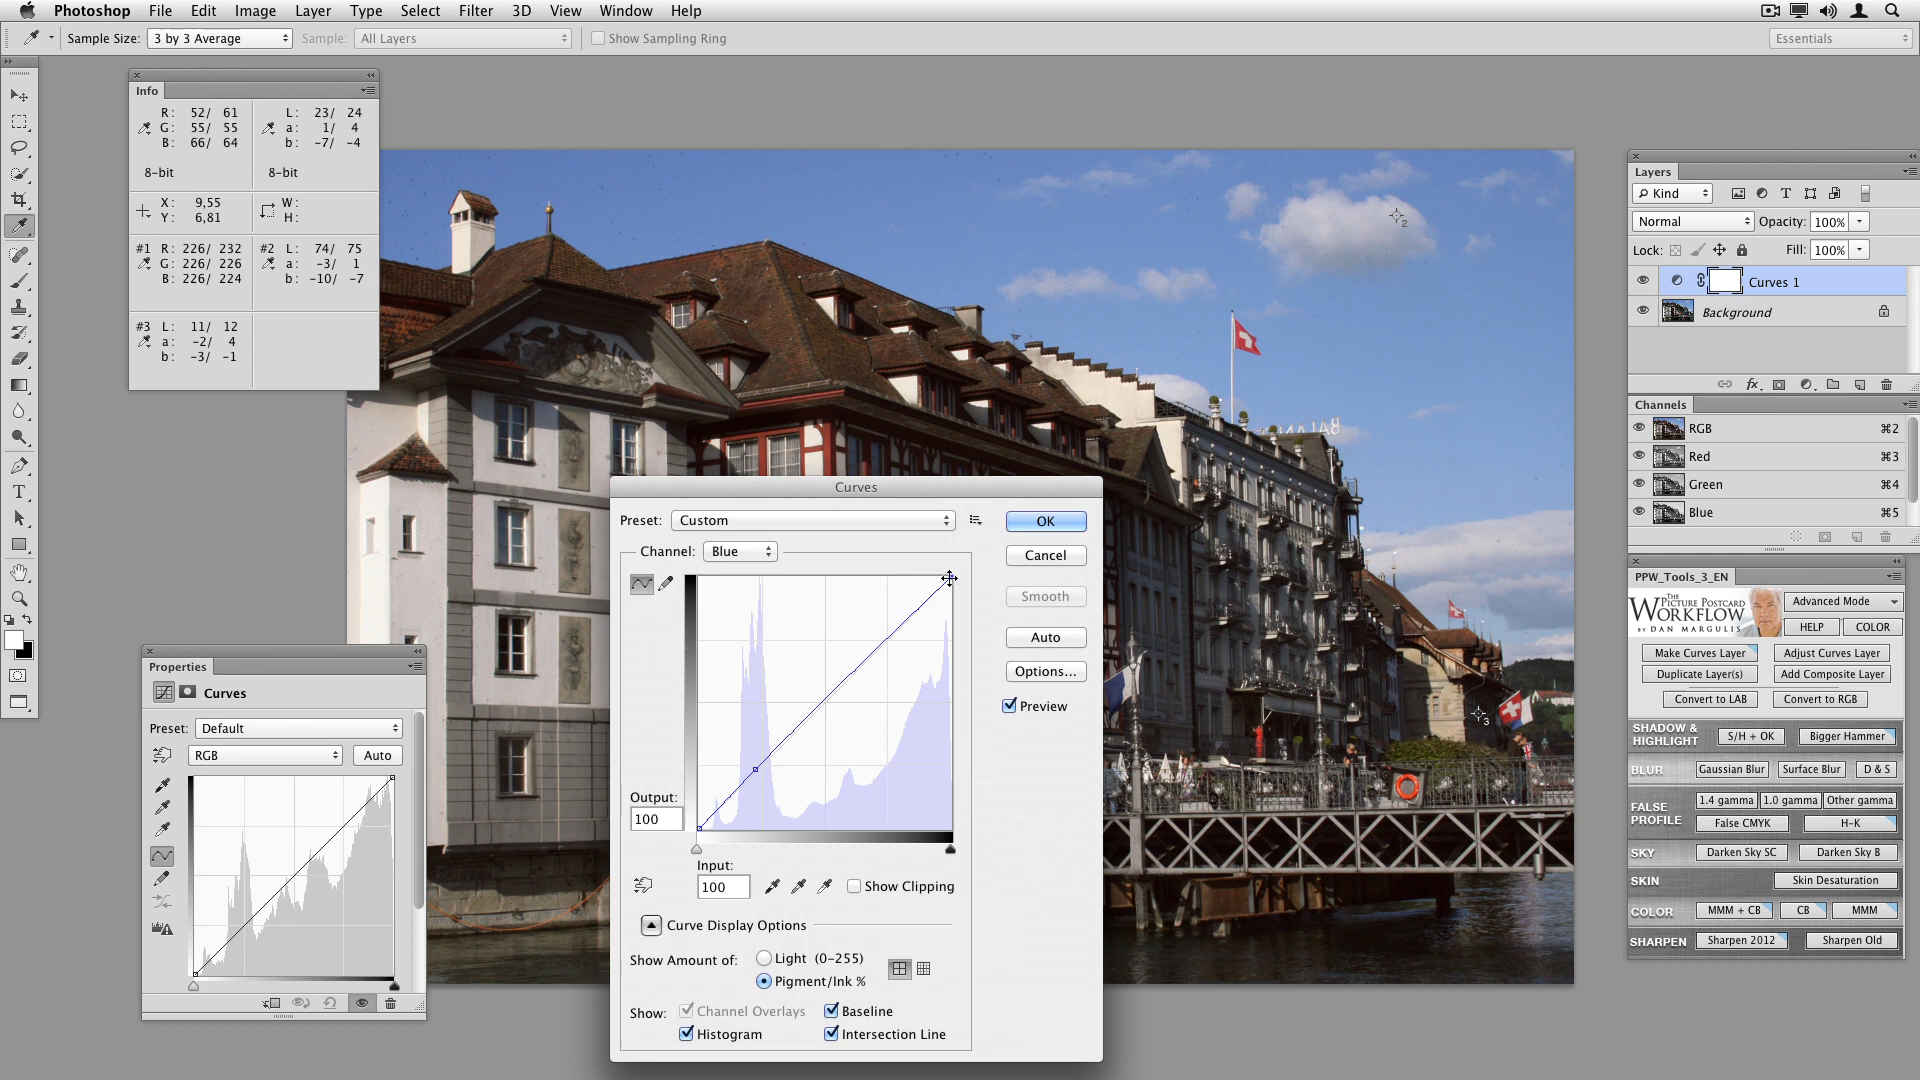 Photoshop File Edit Image Layer Type Select Filter 3D View Window Help
Sample Size: 3 by 3 Average Sample: All Layers Show Sampling Ring Essentials
Info
R: 52/ 61 L: 23/ 24
G: 55/ 55 a: 1/ 4
B: 66/ 64 b: -7/ -4
8-bit 8-bit
X: 9,55 W:
Y: 6,81 H:
#1 R: 226/ 232 #2 L: 74/ 75
G: 226/ 226 a: -3/ 1
B: 226/ 224 b: -10/ -7
#3 L: 11/ 12
a: -2/ 4
b: -3/ -1
2
3
Properties
Curves
Preset: Default
RGB Auto
Curves
Preset: Custom OK
Channel: Blue Cancel
Smooth
Auto
Options...
Preview
Output:
100
Input:
100 Show Clipping
Curve Display Options
Show Amount of: Light (0-255)
Pigment/Ink %
Show: Channel Overlays Baseline
Histogram Intersection Line
Layers
Kind
Normal Opacity: 100%
Lock: Fill: 100%
Curves 1
Background
fx
Channels
RGB ⌘2
Red ⌘3
Green ⌘4
Blue ⌘5
PPW_Tools_3_EN
THE PICTURE POSTCARD WORKFLOW
BY DAN MARGULIS
Advanced Mode
HELP COLOR
Make Curves Layer Adjust Curves Layer
Duplicate Layer(s) Add Composite Layer
Convert to LAB Convert to RGB
SHADOW & HIGHLIGHT S/H + OK Bigger Hammer
BLUR Gaussian Blur Surface Blur D & S
FALSE PROFILE 1.4 gamma 1.0 gamma Other gamma
False CMYK H-K
SKY Darken Sky SC Darken Sky B
SKIN Skin Desaturation
COLOR MMM + CB CB MMM
SHARPEN Sharpen 2012 Sharpen Old